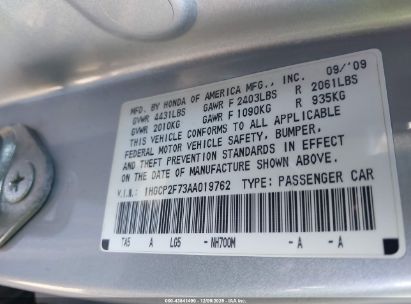 MFD. BY HONDA OF AMERICA MFG., INC. 09/'09
GVWR 4431LBS GAWR F 2403LBS R 2061LBS
GVWR 2010KG GAWR F 1090KG R 935KG
THIS VEHICLE CONFORMS TO ALL APPLICABLE
FEDERAL MOTOR VEHICLE SAFETY, BUMPER,
AND THEFT PREVENTION STANDARDS IN EFFECT
ON THE DATE OF MANUFACTURE SHOWN ABOVE.
V.I.N.: 1HGCP2F73AA019762 TYPE: PASSENGER CAR
TA5 A LG5 - NH700M - A - A